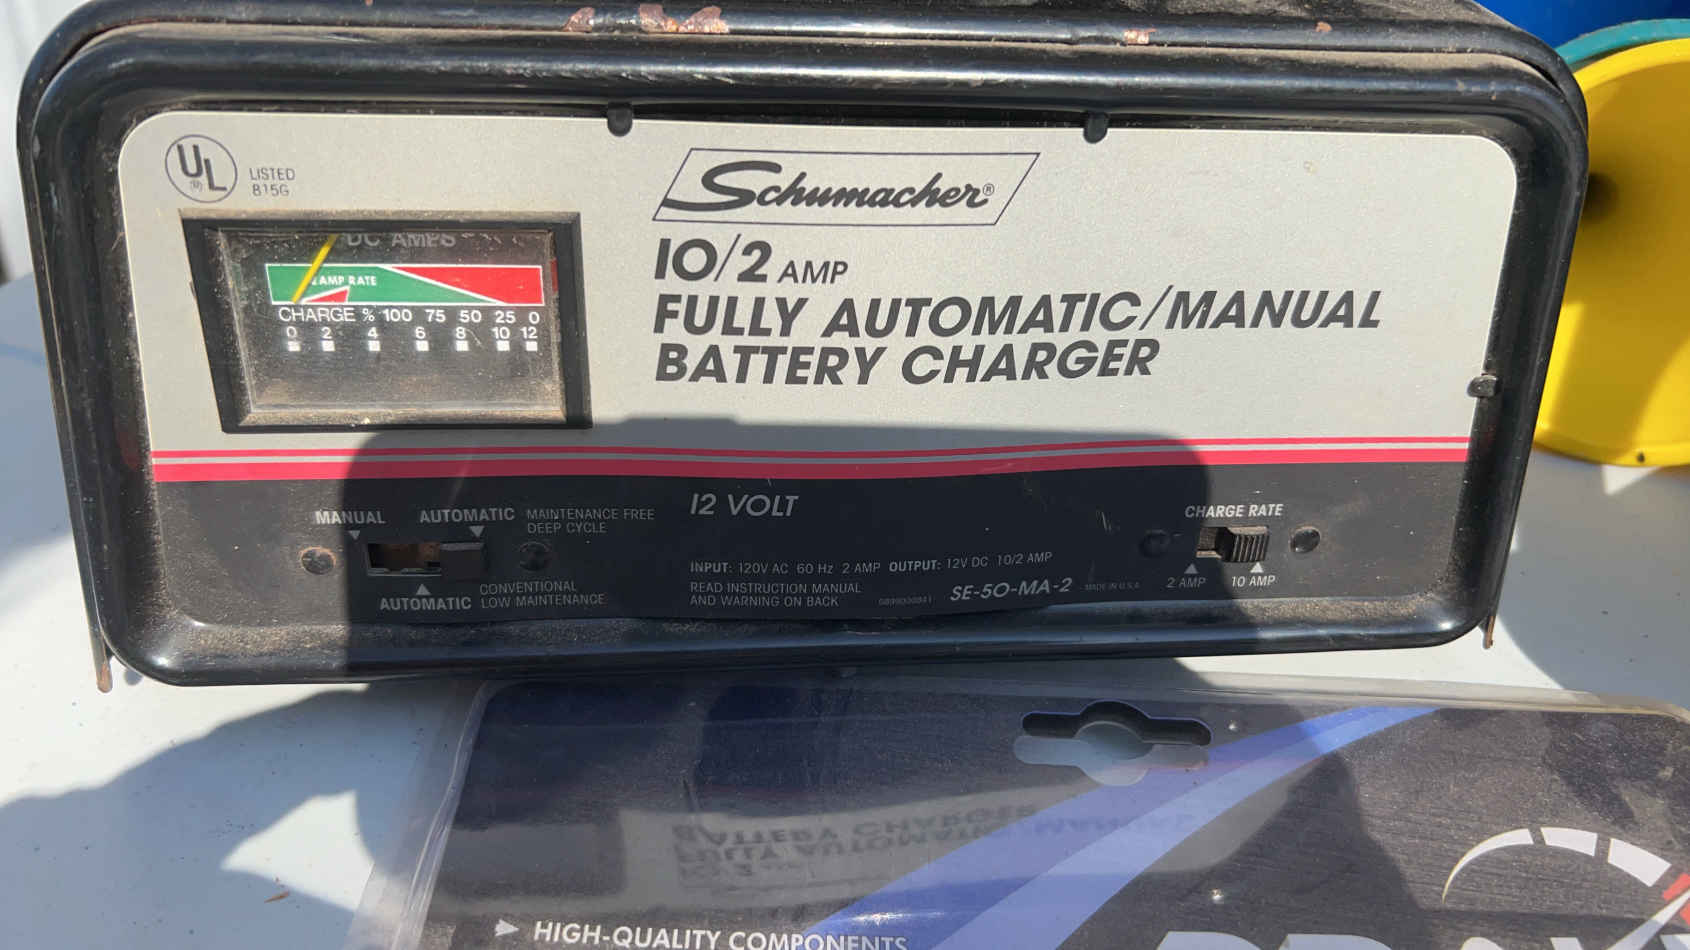 UL
LISTED
815G
Schumacher®
10/2 AMP
FULLY AUTOMATIC/MANUAL
BATTERY CHARGER
DC AMPS
2 AMP RATE
CHARGE % 100 75 50 25 0
0 2 4 6 8 10 12
MANUAL
AUTOMATIC
MAINTENANCE FREE
DEEP CYCLE
AUTOMATIC
CONVENTIONAL
LOW MAINTENANCE
12 VOLT
INPUT: 120V AC 60 Hz 2 AMP OUTPUT: 12V DC 10/2 AMP
READ INSTRUCTION MANUAL
AND WARNING ON BACK
SE-50-MA-2
MADE IN U.S.A.
CHARGE RATE
2 AMP 10 AMP
HIGH-QUALITY COMPONENTS